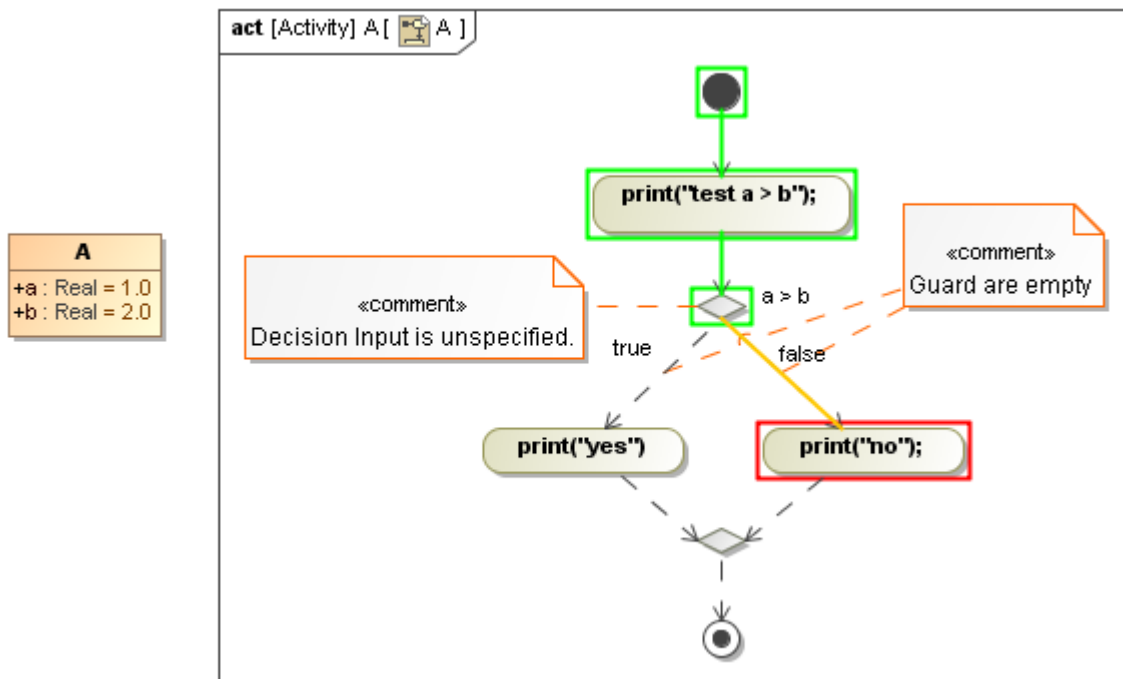 act [Activity] A [ A ]
print("test a > b");
A
+a : Real = 1.0
+b : Real = 2.0
«comment»
Decision Input is unspecified.
«comment»
Guard are empty
a > b
true
false
print("yes")
print("no");